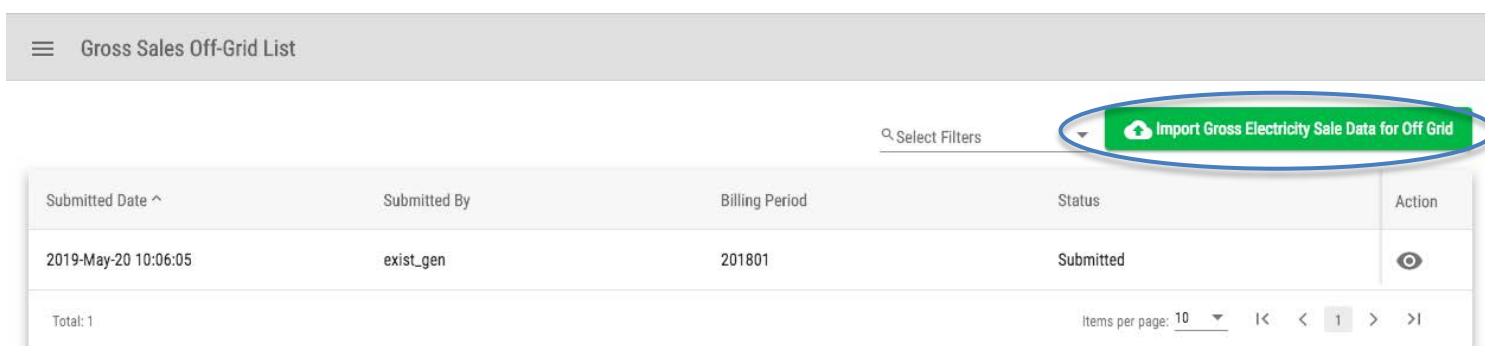 Gross Sales Off-Grid List
Select Filters
Import Gross Electricity Sale Data for Off Grid
Submitted Date Submitted By Billing Period Status Action
2019-May-20 10:06:05 exist_gen 201801 Submitted
Total: 1 Items per page: 10 1